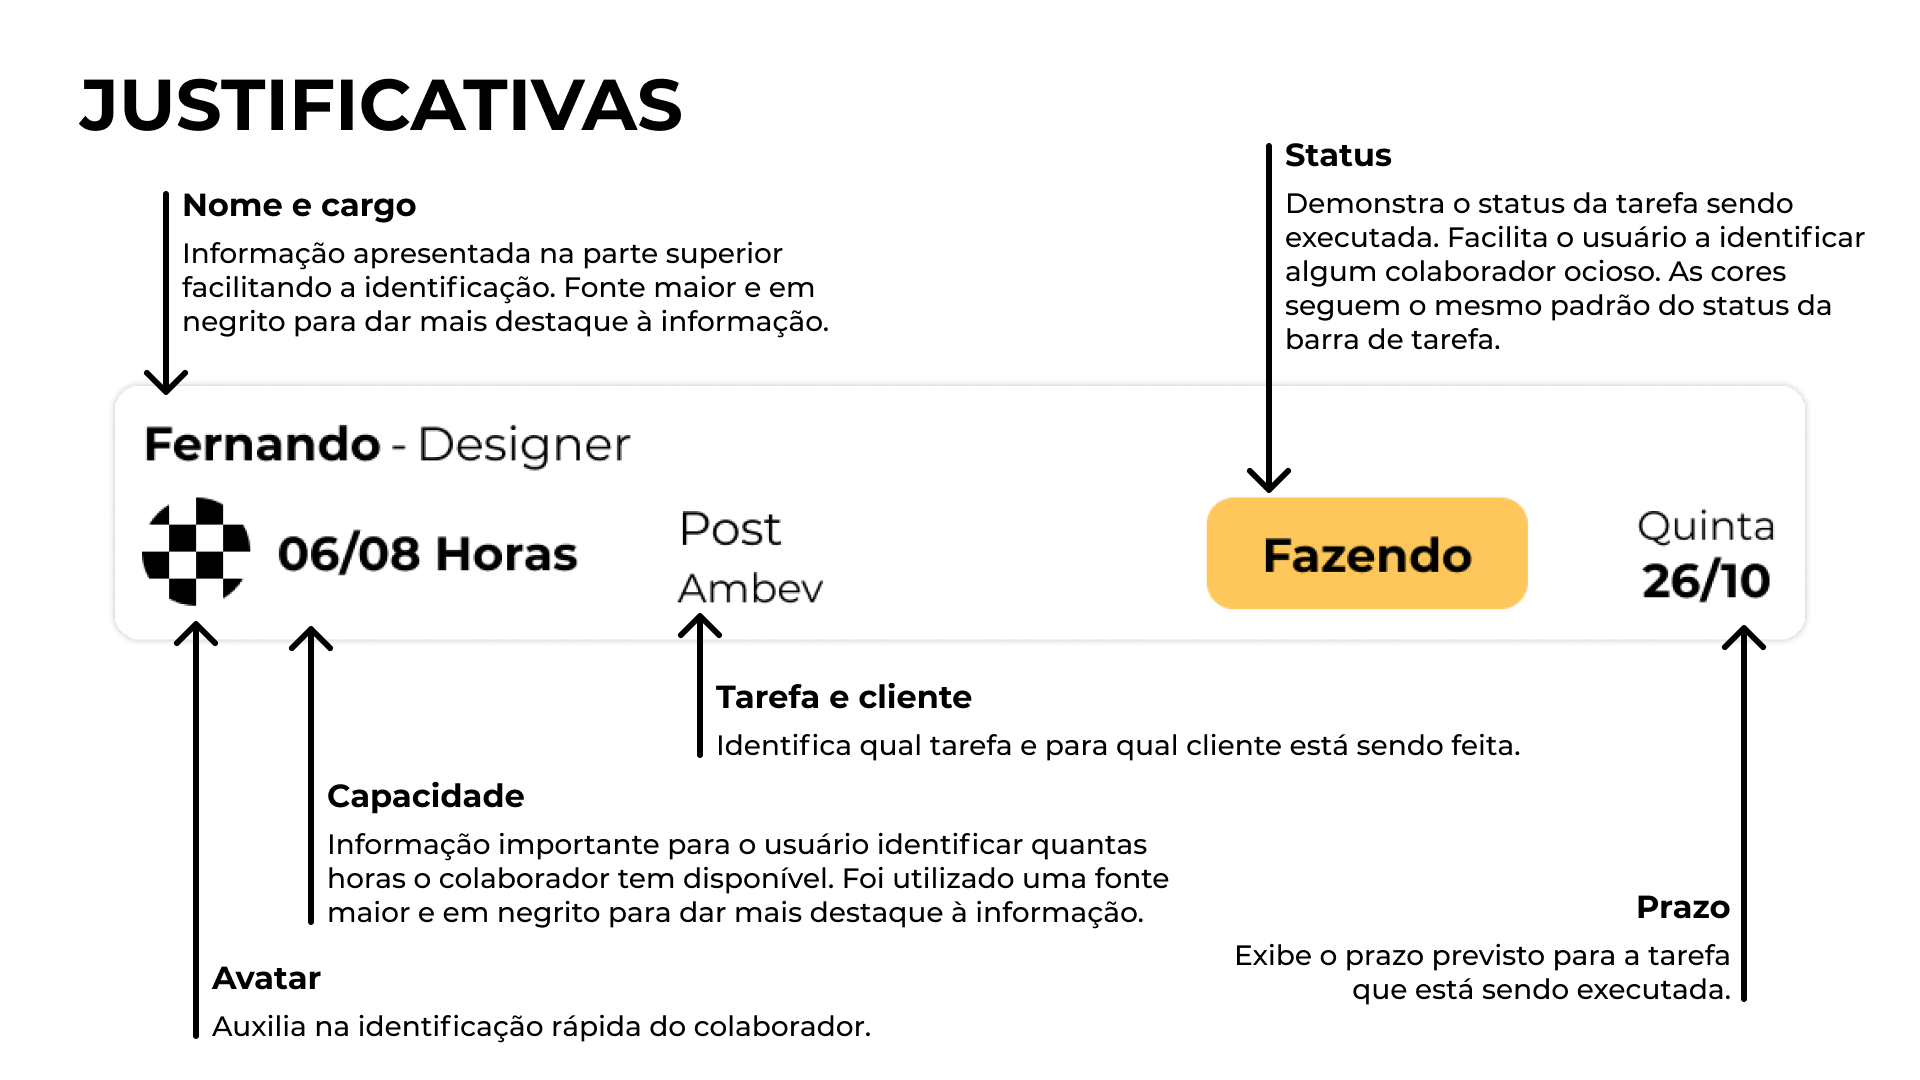 JUSTIFICATIVAS
Nome e cargo
Informação apresentada na parte superior
facilitando a identificação. Fonte maior e em
negrito para dar mais destaque à informação.
Status
Demonstra o status da tarefa sendo
executada. Facilita o usuário a identificar
algum colaborador ocioso. As cores
seguem o mesmo padrão do status da
barra de tarefa.
Fernando - Designer
06/08 Horas
Post
Ambev
Fazendo
Quinta
26/10
Tarefa e cliente
Identifica qual tarefa e para qual cliente está sendo feita.
Capacidade
Informação importante para o usuário identificar quantas
horas o colaborador tem disponível. Foi utilizado uma fonte
maior e em negrito para dar mais destaque à informação.
Prazo
Exibe o prazo previsto para a tarefa
que está sendo executada.
Avatar
Auxilia na identificação rápida do colaborador.